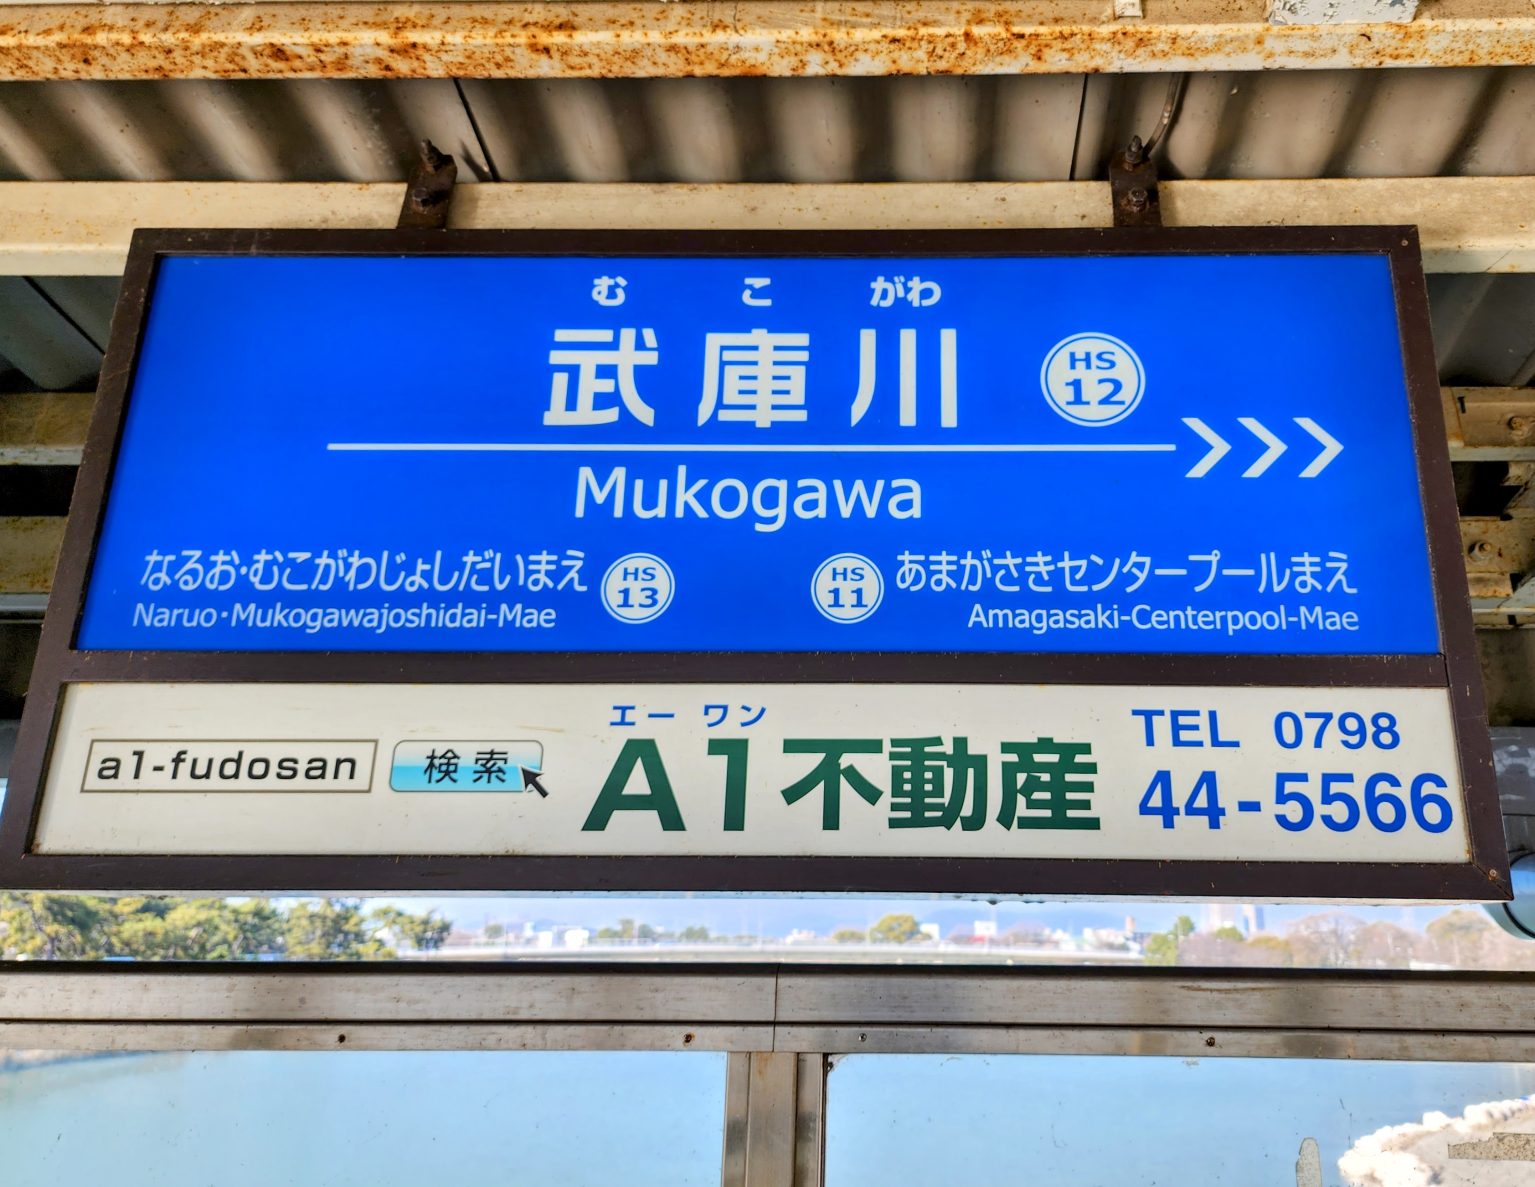 む こ がわ
武庫川 HS 12
Mukogawa
なるお・むこがわじょしだいまえ HS 13
Naruo・Mukogawajoshidai-Mae
HS 11 あまがさきセンタープールまえ
Amagasaki-Centerpool-Mae
a1-fudosan 検索
エー ワン
A1不動産
TEL 0798
44-5566